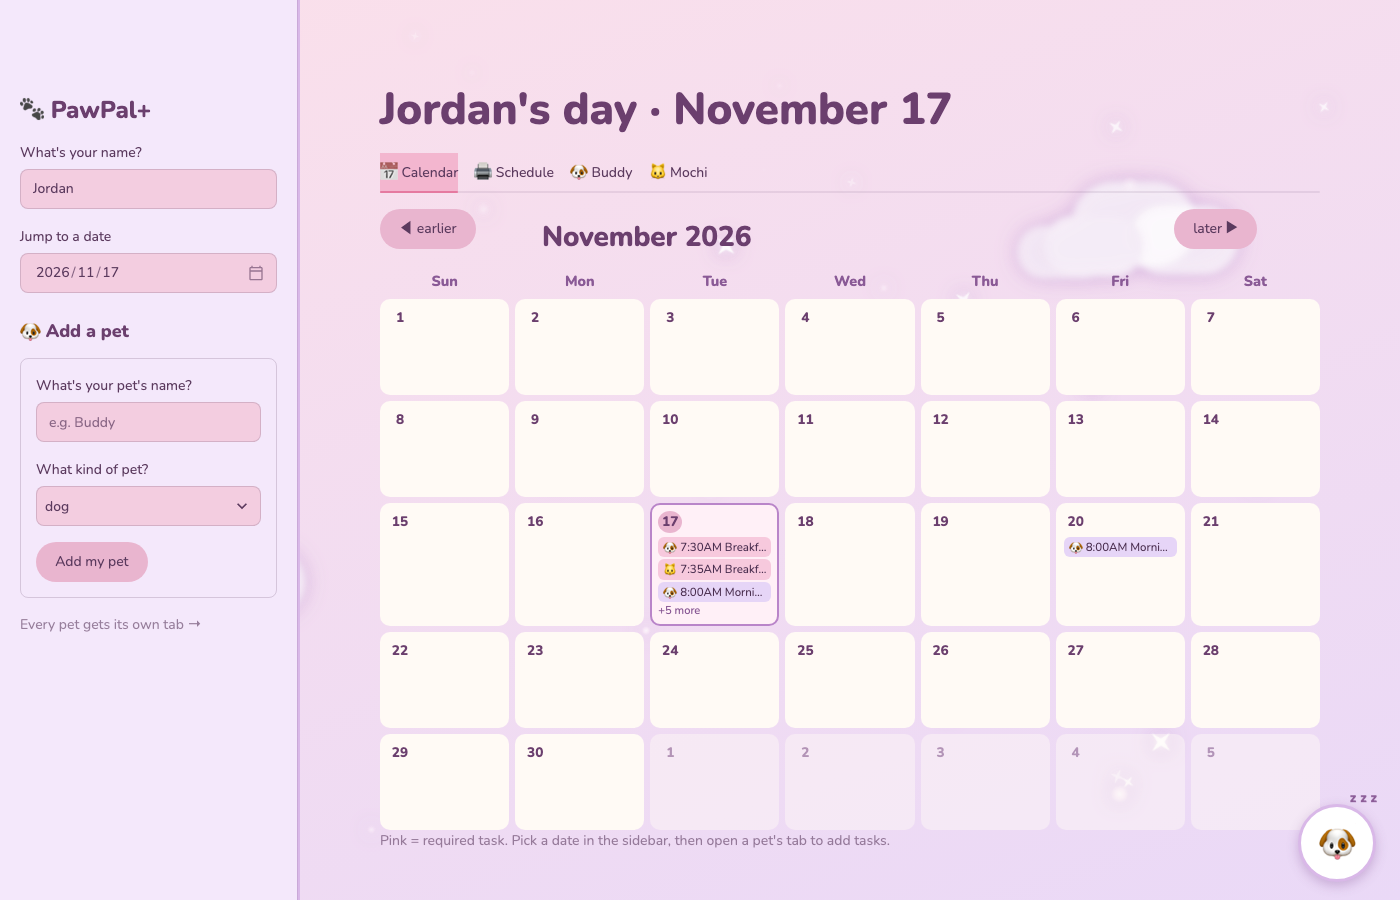 PawPal+
What's your name?
Jordan
Jump to a date
2026/11/17
Add a pet
What's your pet's name?
e.g. Buddy
What kind of pet?
dog
Add my pet
Every pet gets its own tab →
Jordan's day · November 17
Calendar Schedule Buddy Mochi
◀ earlier
November 2026
later ▶
Sun Mon Tue Wed Thu Fri Sat
1 2 3 4 5 6 7
8 9 10 11 12 13 14
15 16 17 18 19 20 21
7:30AM Breakf... 8:00AM Morni...
7:35AM Breakf...
8:00AM Morni...
+5 more
22 23 24 25 26 27 28
29 30 1 2 3 4 5
z z z
Pink = required task. Pick a date in the sidebar, then open a pet's tab to add tasks.